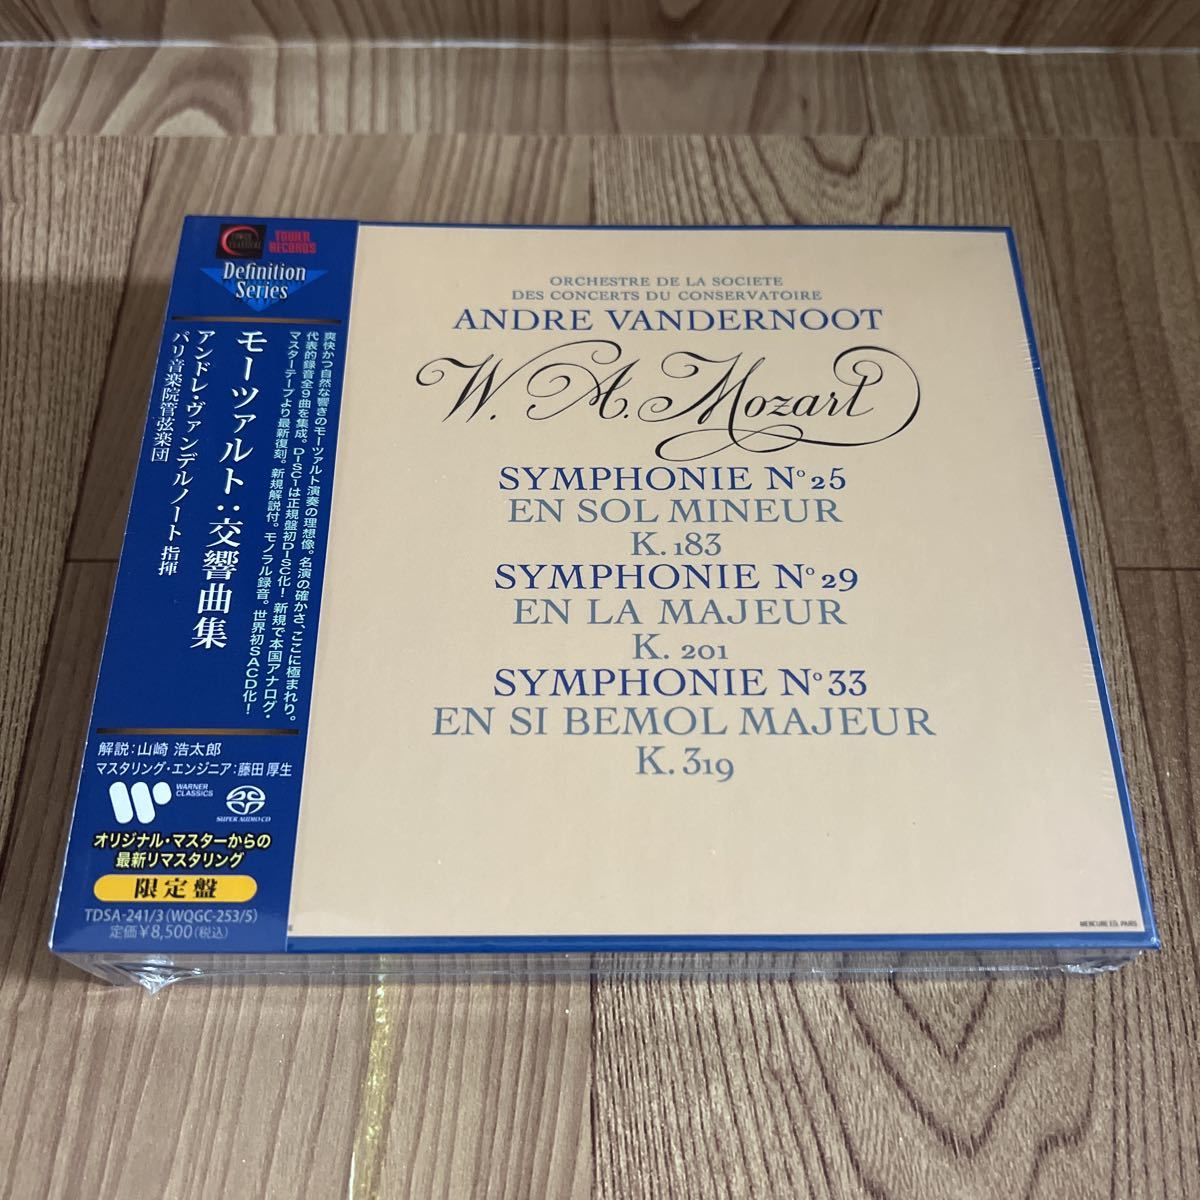 TOWER CLASSICAL
TOWER RECORDS
Definition
Series
爽快かつ自然な響きのモーツァルト演奏の理想像。名演の確かさ、ここに極まれり。
代表的録音全9曲を集成。DISC1は正規盤初DISC化！新規で本国アナログ・
マスターテープより最新復刻。新規解説付。モノラル録音。世界初SACD化！
モーツァルト：交響曲集
アンドレ・ヴァンデルノート 指揮
パリ音楽院管弦楽団
解説：山崎 浩太郎
マスタリング・エンジニア：藤田 厚生
WARNER
CLASSICS
SUPER AUDIO CD
オリジナル・マスターからの
最新リマスタリング
限定盤
TDSA-241/3（WQGC-253/5）
定価￥8,500（税込）
ORCHESTRE DE LA SOCIETE
DES CONCERTS DU CONSERVATOIRE
ANDRE VANDERNOOT
W. A. Mozart
SYMPHONIE Nº 25
EN SOL MINEUR
K. 183
SYMPHONIE Nº 29
EN LA MAJEUR
K. 201
SYMPHONIE Nº 33
EN SI BEMOL MAJEUR
K. 319
MERCURE ED. PARIS